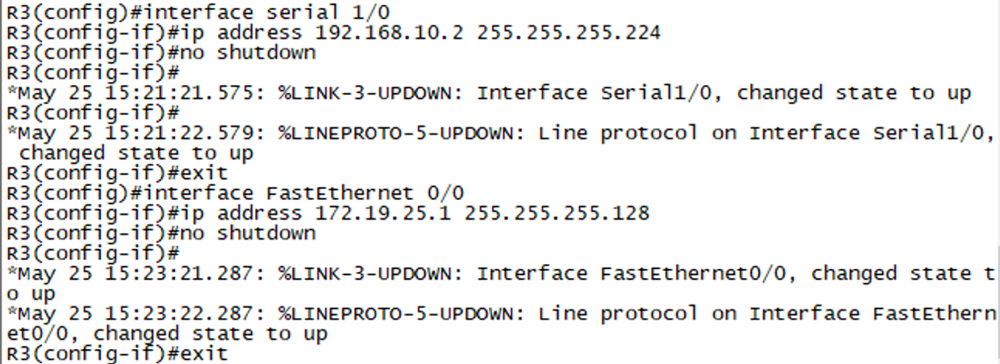 R3(config)#interface serial 1/0
R3(config-if)#ip address 192.168.10.2 255.255.255.224
R3(config-if)#no shutdown
R3(config-if)#
*May 25 15:21:21.575: %LINK-3-UPDOWN: Interface Serial1/0, changed state to up
R3(config-if)#
*May 25 15:21:22.579: %LINEPROTO-5-UPDOWN: Line protocol on Interface Serial1/0,
 changed state to up
R3(config-if)#exit
R3(config)#interface FastEthernet 0/0
R3(config-if)#ip address 172.19.25.1 255.255.255.128
R3(config-if)#no shutdown
R3(config-if)#
*May 25 15:23:21.287: %LINK-3-UPDOWN: Interface FastEthernet0/0, changed state t
o up
*May 25 15:23:22.287: %LINEPROTO-5-UPDOWN: Line protocol on Interface FastEthern
et0/0, changed state to up
R3(config-if)#exit